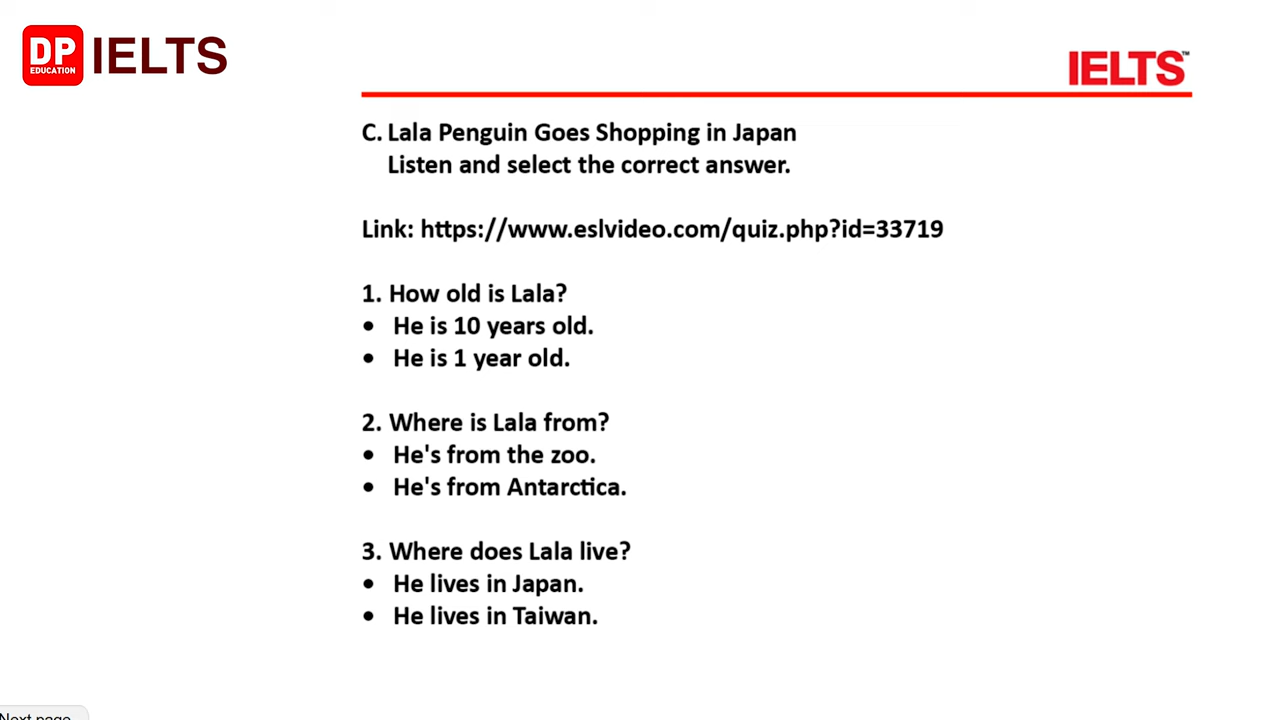 DP
EDUCATION
IELTS
IELTS™
C. Lala Penguin Goes Shopping in Japan
Listen and select the correct answer.
Link: https://www.eslvideo.com/quiz.php?id=33719
1. How old is Lala?
• He is 10 years old.
• He is 1 year old.
2. Where is Lala from?
• He's from the zoo.
• He's from Antarctica.
3. Where does Lala live?
• He lives in Japan.
• He lives in Taiwan.
Next page